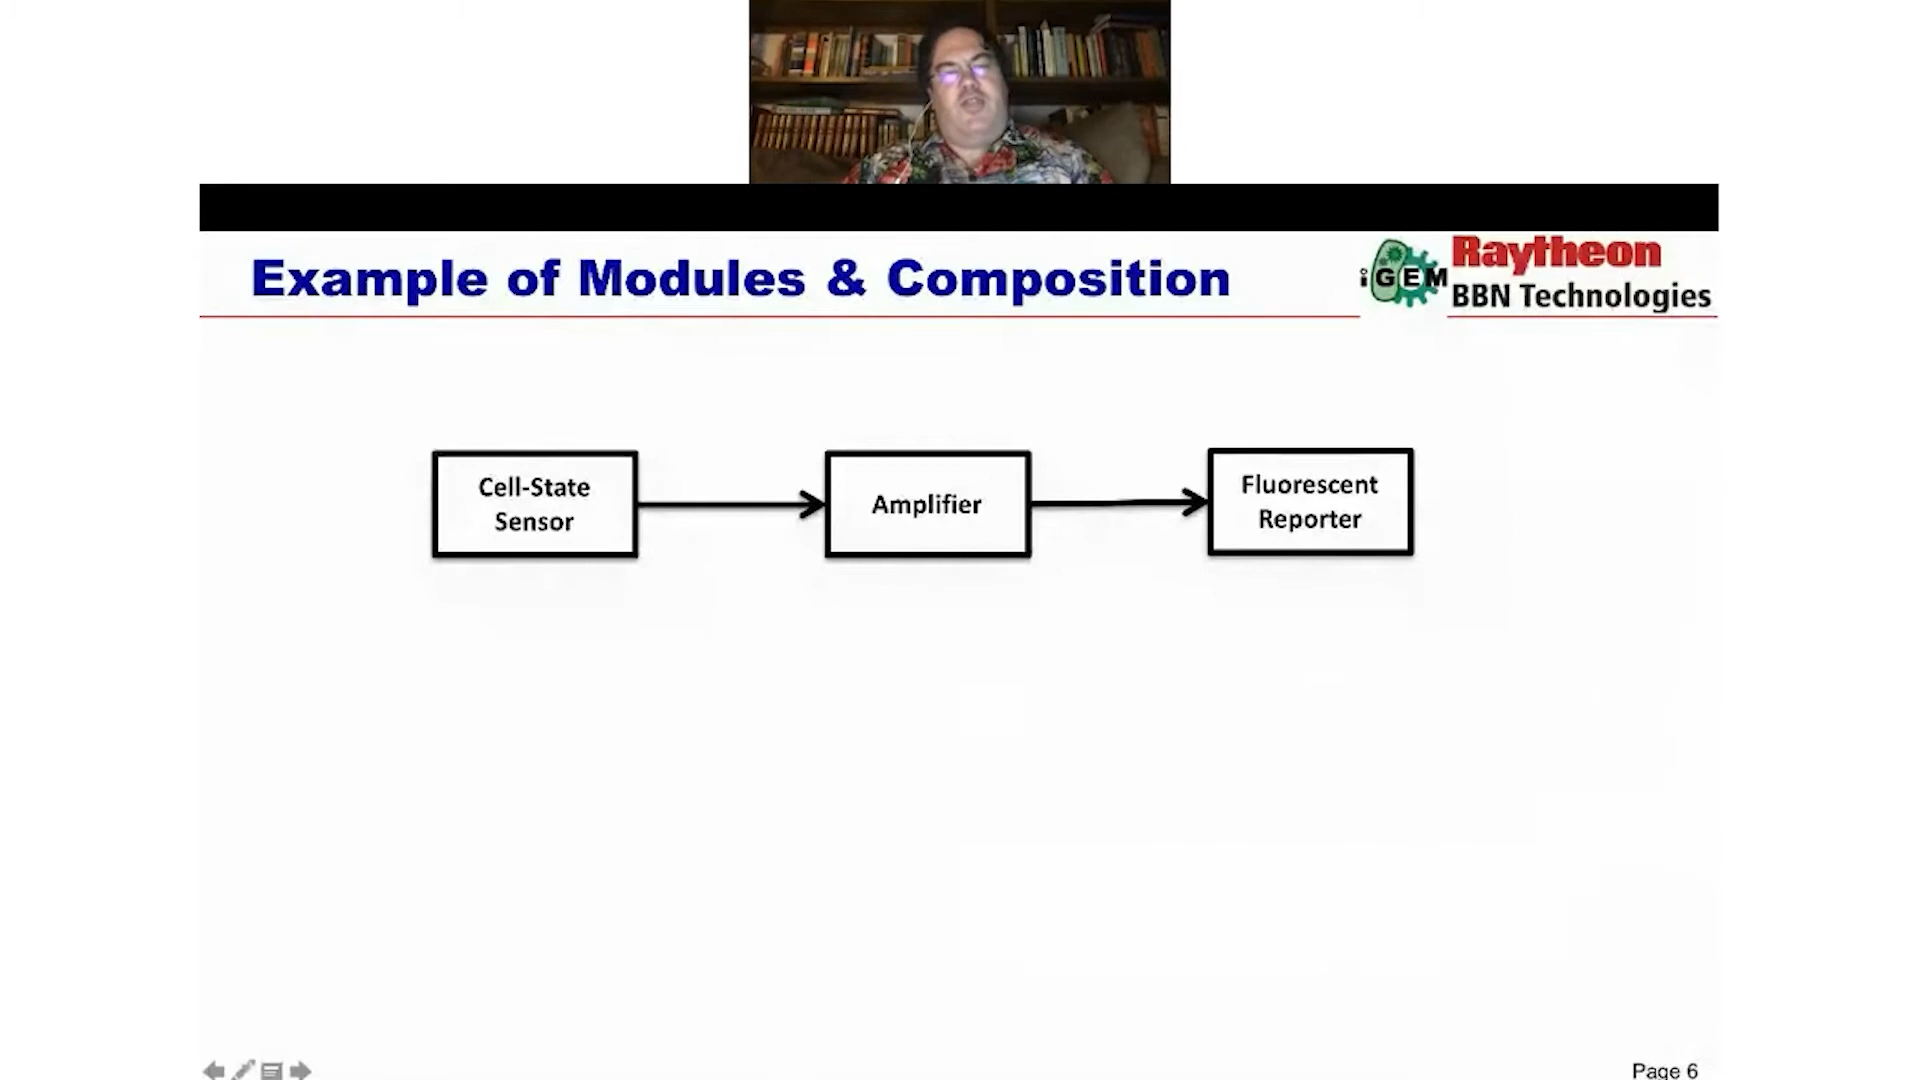 Example of Modules & Composition
iGEM
Raytheon
BBN Technologies
Cell-State
Sensor
Amplifier
Fluorescent
Reporter
Page 6